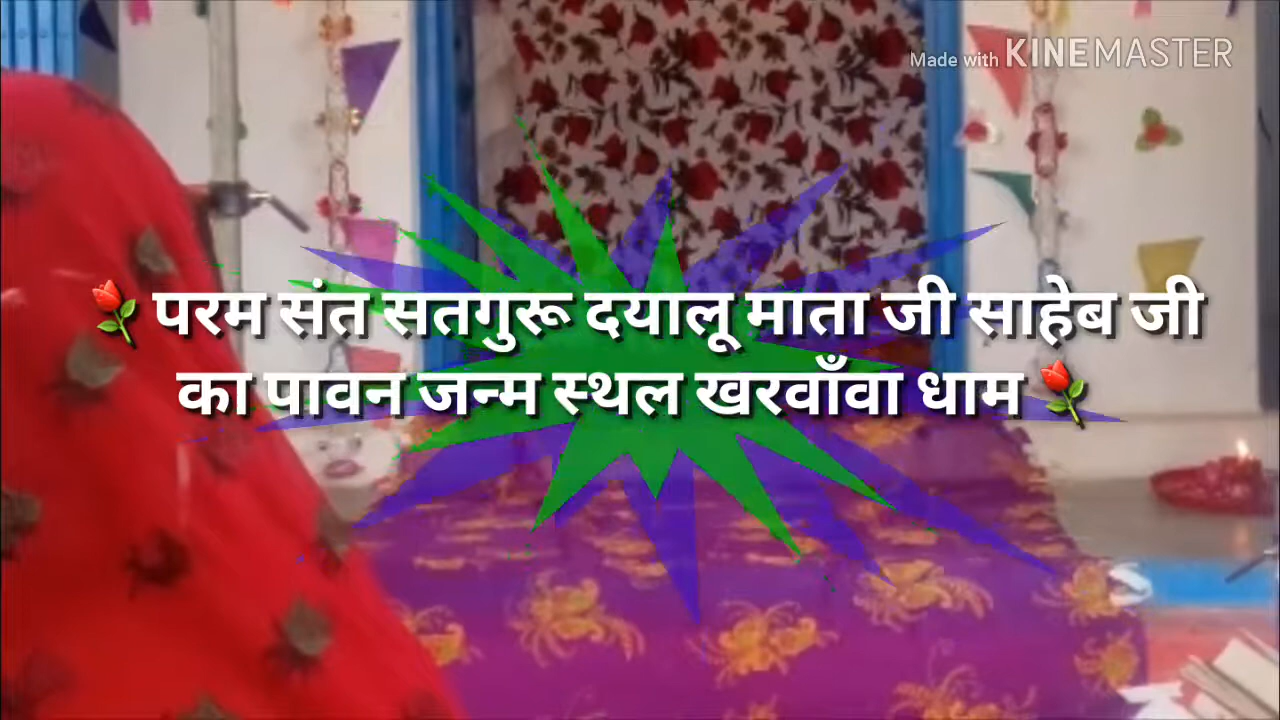 Made with KINEMASTER
🌹 परम संत सतगुरू दयालू माता जी साहेब जी
का पावन जन्म स्थल खरवाँवा धाम 🌹